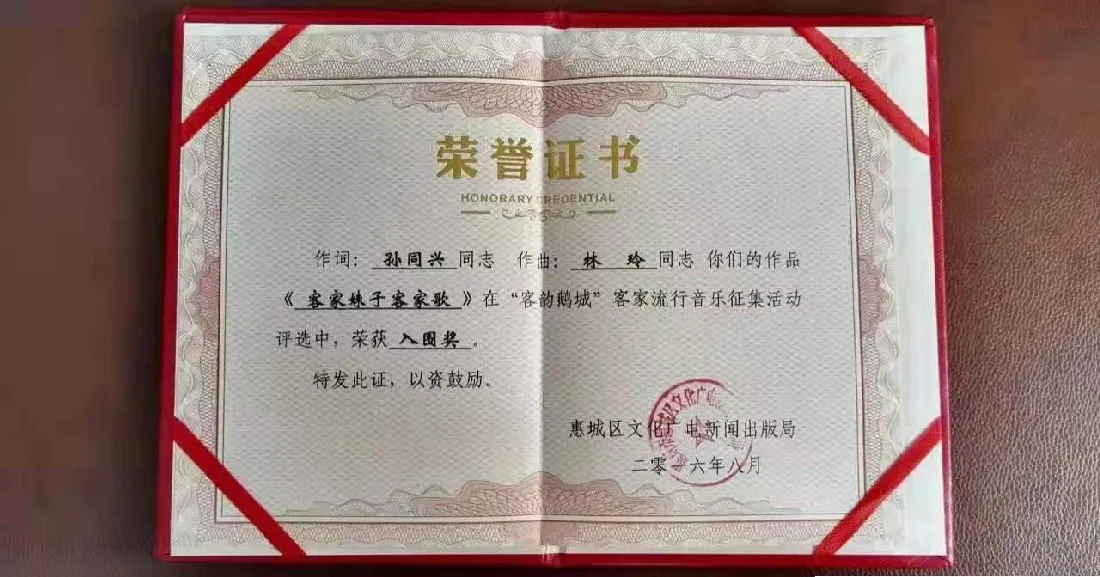 荣誉证书
HONORARY CREDENTIAL
作词：孙同兴同志 作曲：林 玲同志 你们的作品
《客家妹子客家歌》在“客韵鹅城”客家流行音乐征集活动
评选中，荣获入围奖。
特发此证，以资鼓励。
惠城区文化广电新闻出版局
二零一六年八月